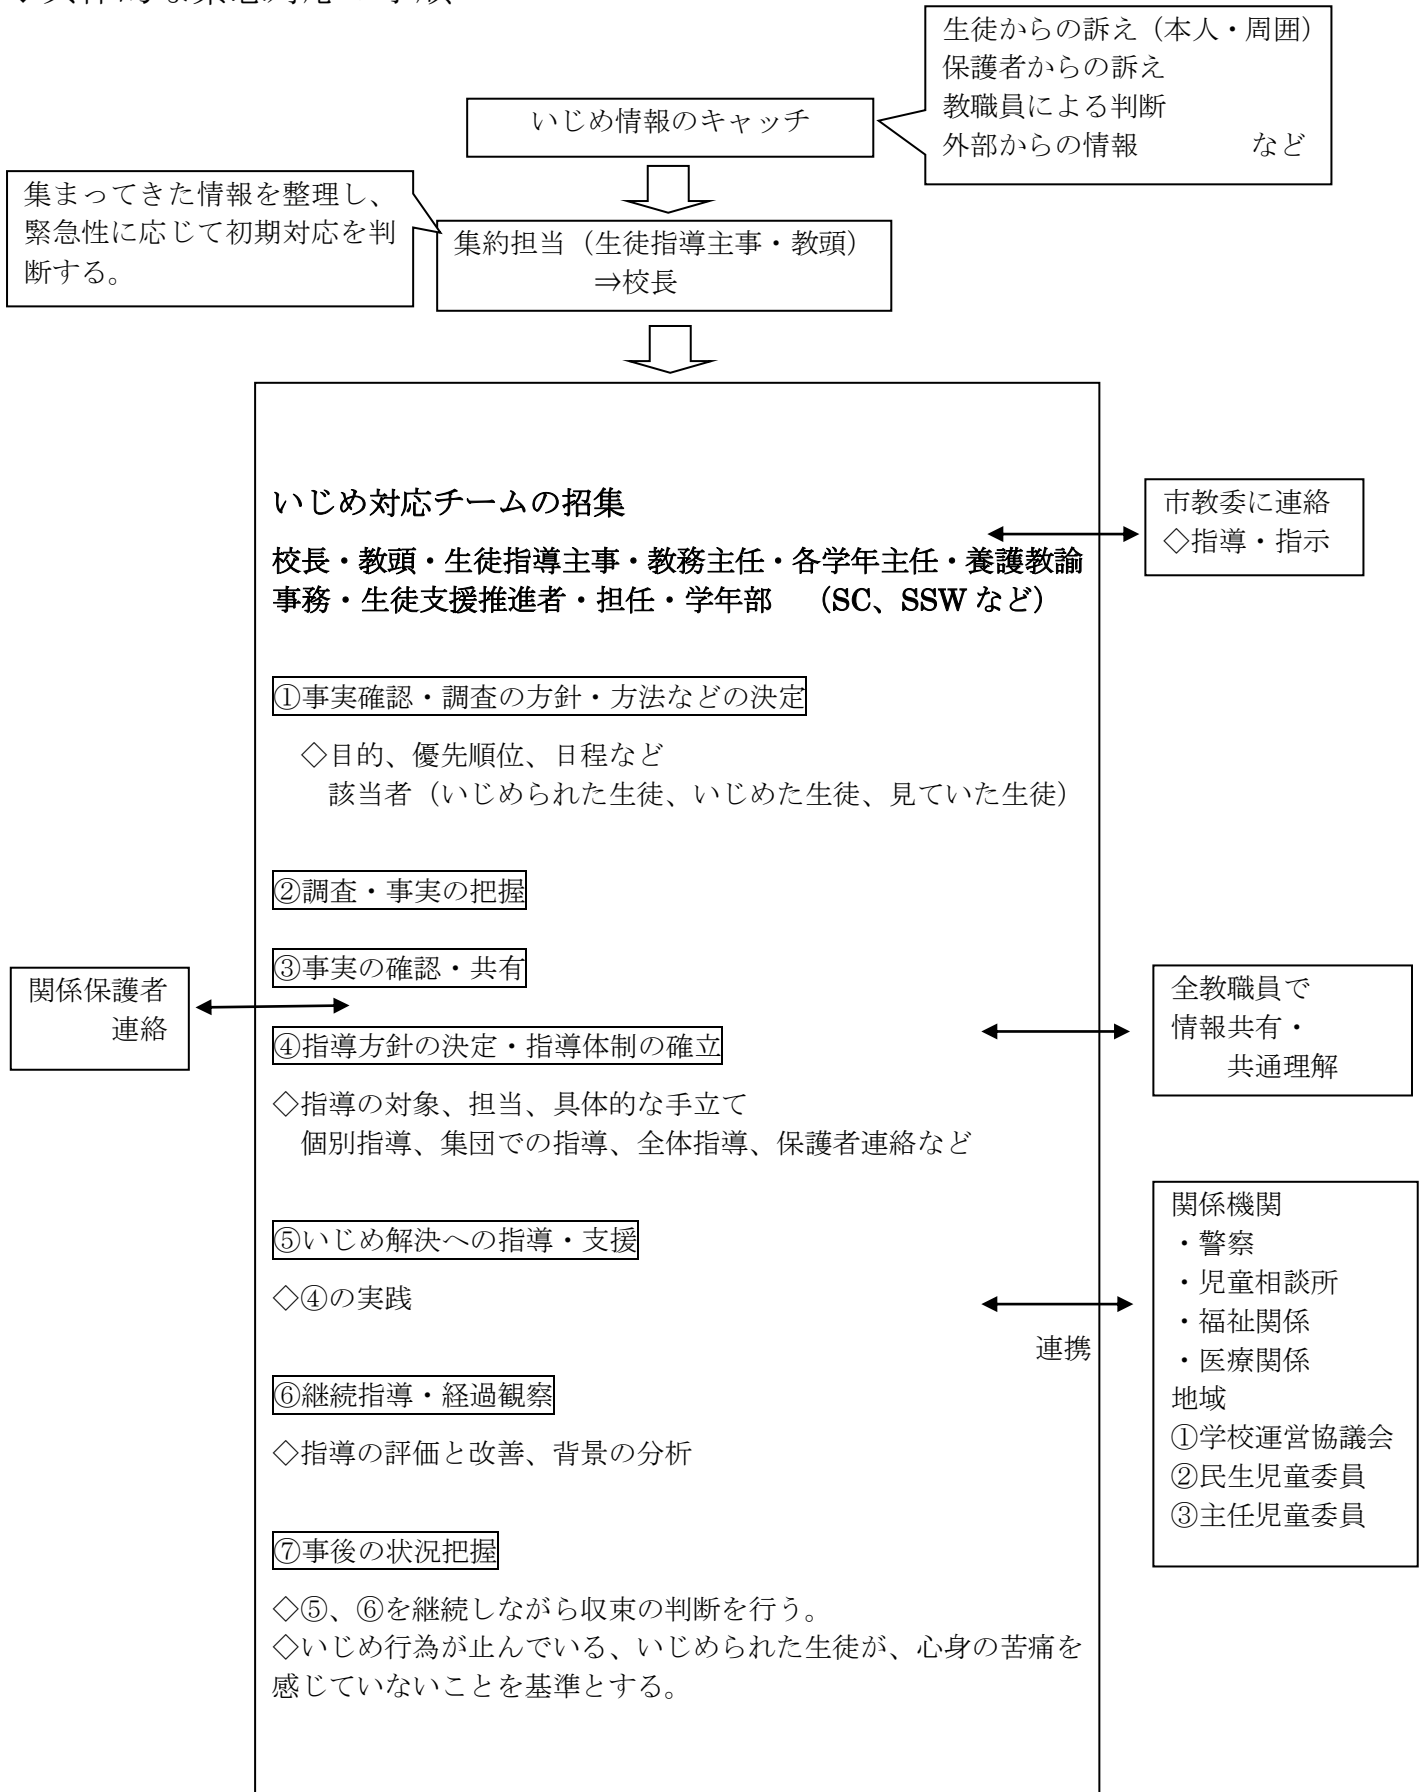 生徒からの訴え（本人・周囲）
保護者からの訴え
教職員による判断
外部からの情報　　　　など
いじめ情報のキャッチ
集まってきた情報を整理し、
緊急性に応じて初期対応を判
断する。
集約担当（生徒指導主事・教頭）
⇒校長
いじめ対応チームの招集
校長・教頭・生徒指導主事・教務主任・各学年主任・養護教諭
事務・生徒支援推進者・担任・学年部　（SC、SSW など）
市教委に連絡
◇指導・指示
①事実確認・調査の方針・方法などの決定
◇目的、優先順位、日程など
該当者（いじめられた生徒、いじめた生徒、見ていた生徒）
②調査・事実の把握
③事実の確認・共有
関係保護者
連絡
全教職員で
情報共有・
共通理解
④指導方針の決定・指導体制の確立
◇指導の対象、担当、具体的な手立て
個別指導、集団での指導、全体指導、保護者連絡など
⑤いじめ解決への指導・支援
◇④の実践
連携
関係機関
・警察
・児童相談所
・福祉関係
・医療関係
地域
①学校運営協議会
②民生児童委員
③主任児童委員
⑥継続指導・経過観察
◇指導の評価と改善、背景の分析
⑦事後の状況把握
◇⑤、⑥を継続しながら収束の判断を行う。
◇いじめ行為が止んでいる、いじめられた生徒が、心身の苦痛を
感じていないことを基準とする。